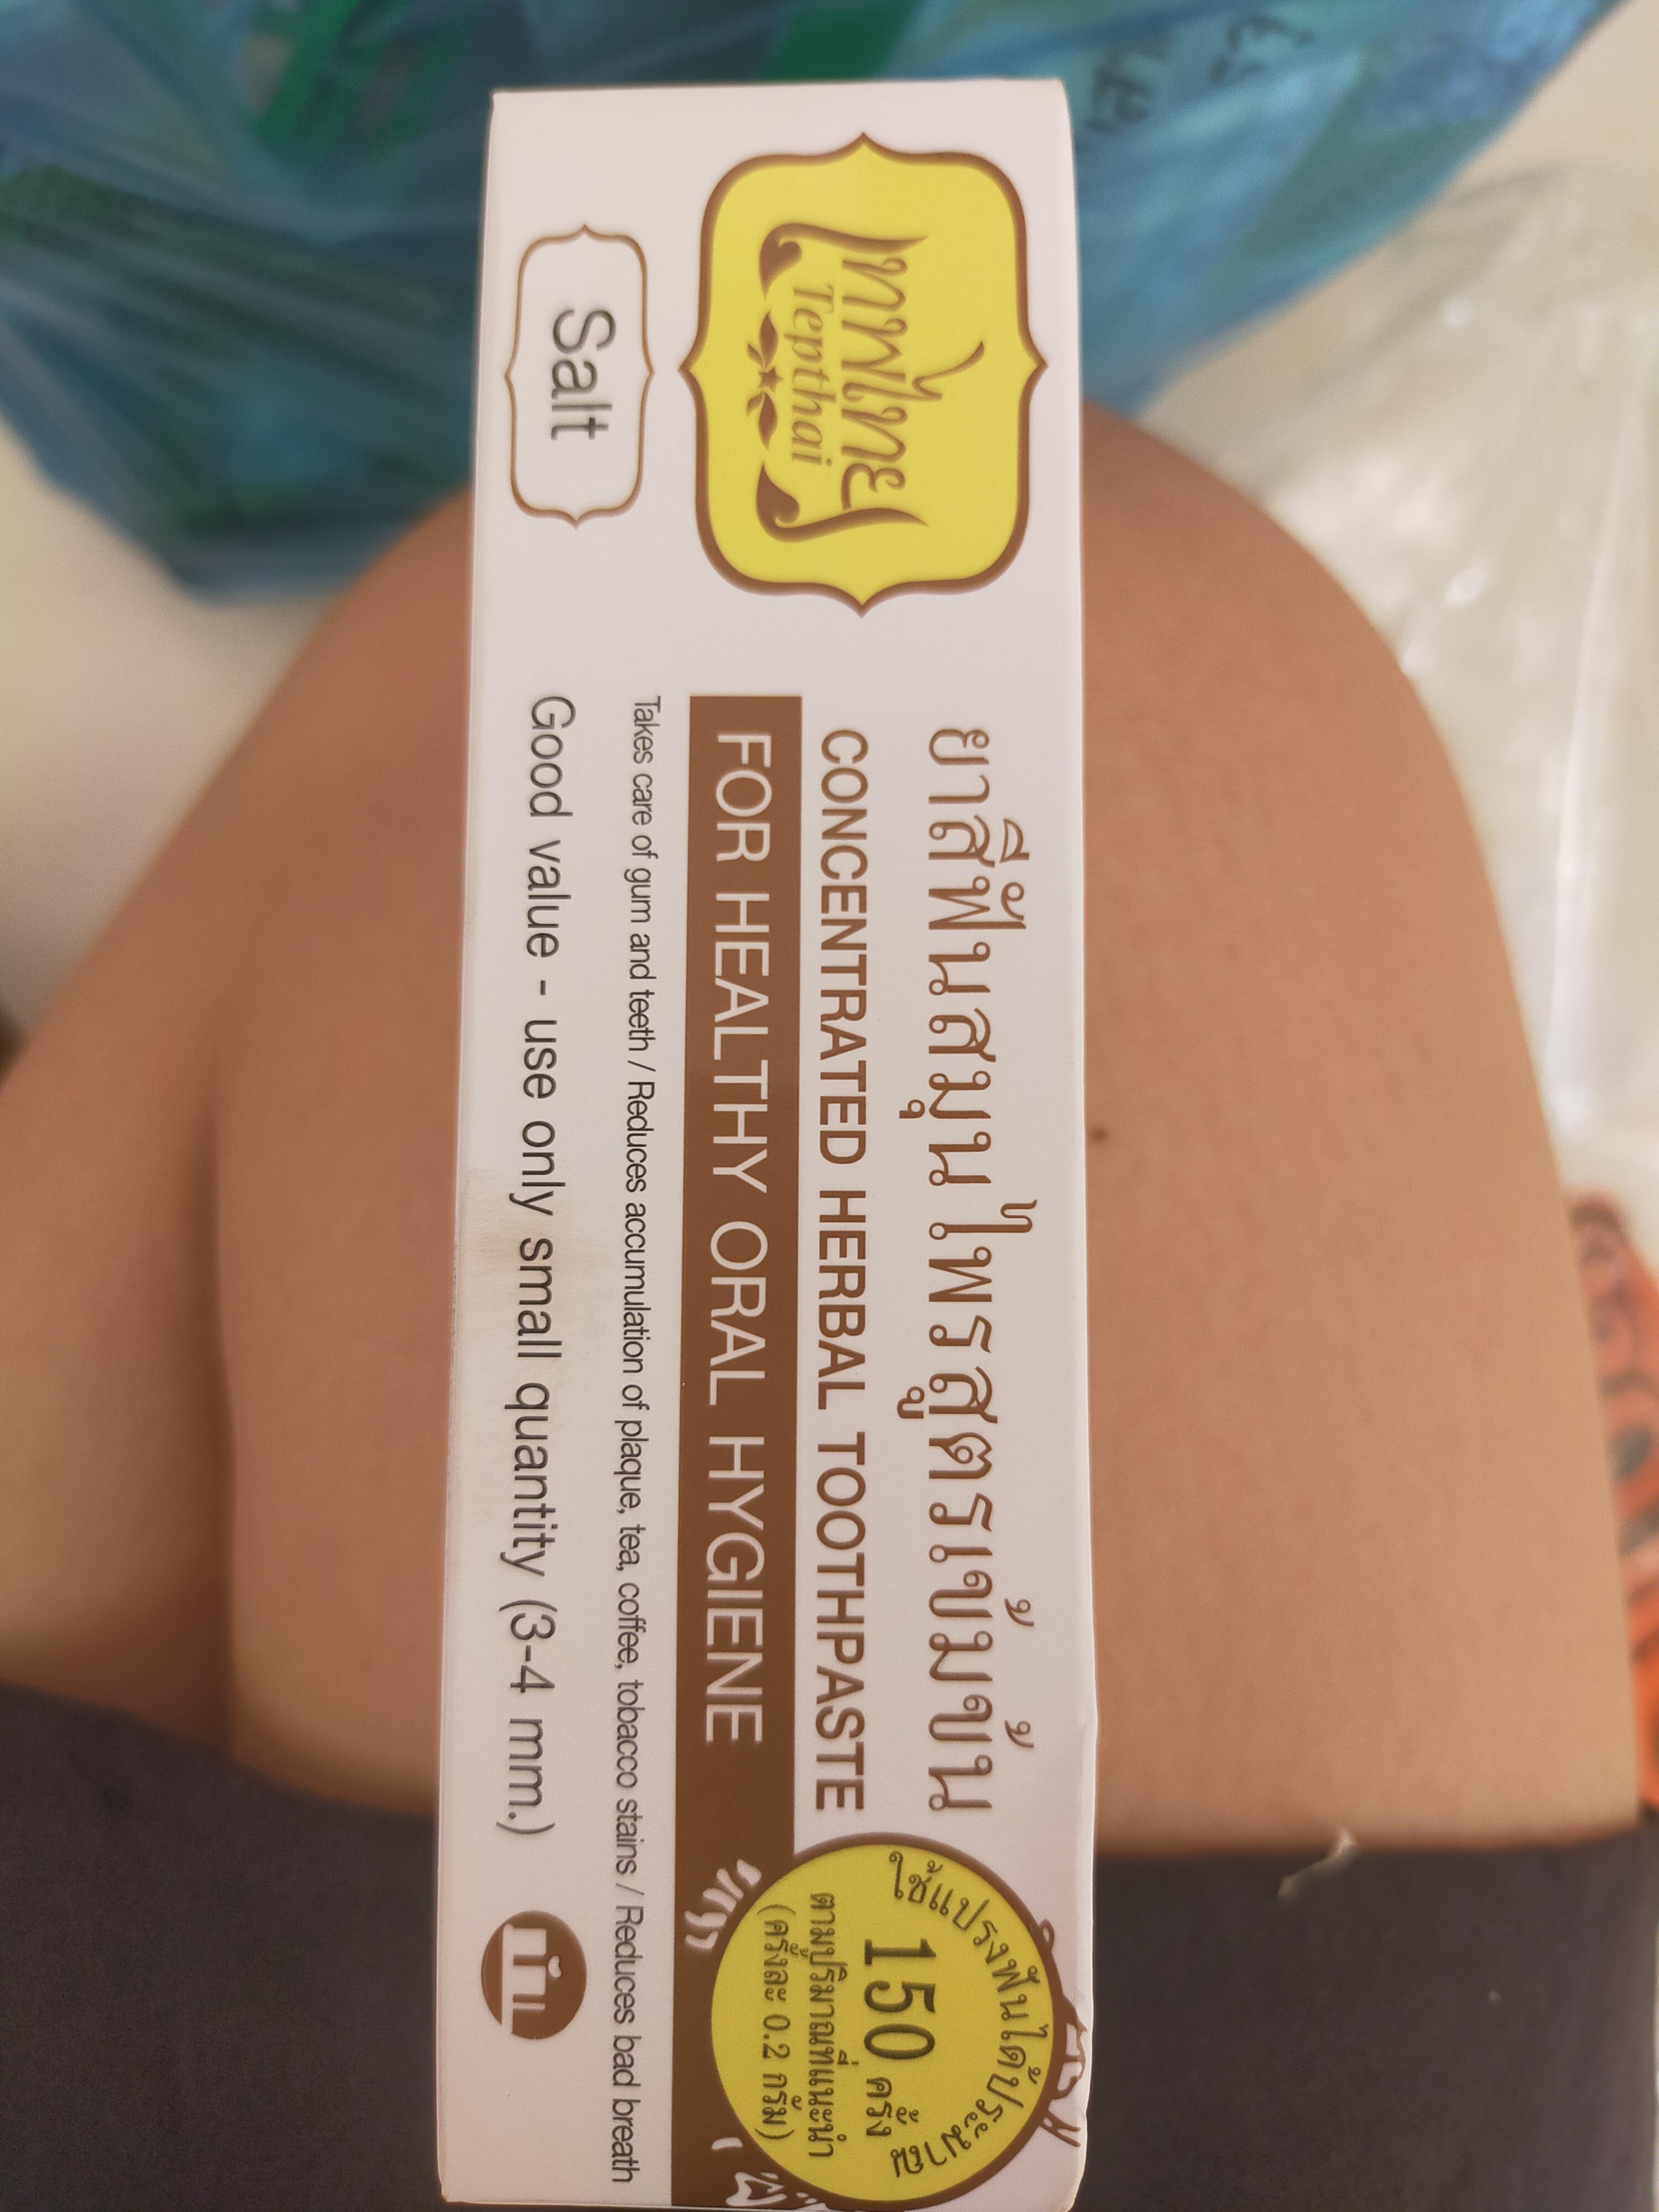 เทพไทย
Tepthai
Salt
ยาสีฟันสมุนไพรสูตรเข้มข้น
CONCENTRATED HERBAL TOOTHPASTE
FOR HEALTHY ORAL HYGIENE
Takes care of gum and teeth / Reduces accumulation of plaque, tea, coffee, tobacco stains / Reduces bad breath
Good value - use only small quantity (3-4 mm.)
ใช้แปรงฟันได้ประมาณ
150 ครั้ง
ตามปริมาณที่แนะนำ
(ครั้งละ 0.2 กรัม)